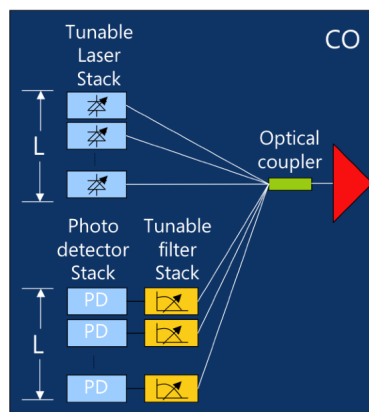 CO
Tunable
Laser
Stack
L
Optical
coupler
Photo
detector
Stack
Tunable
filter
Stack
L
PD
PD
PD